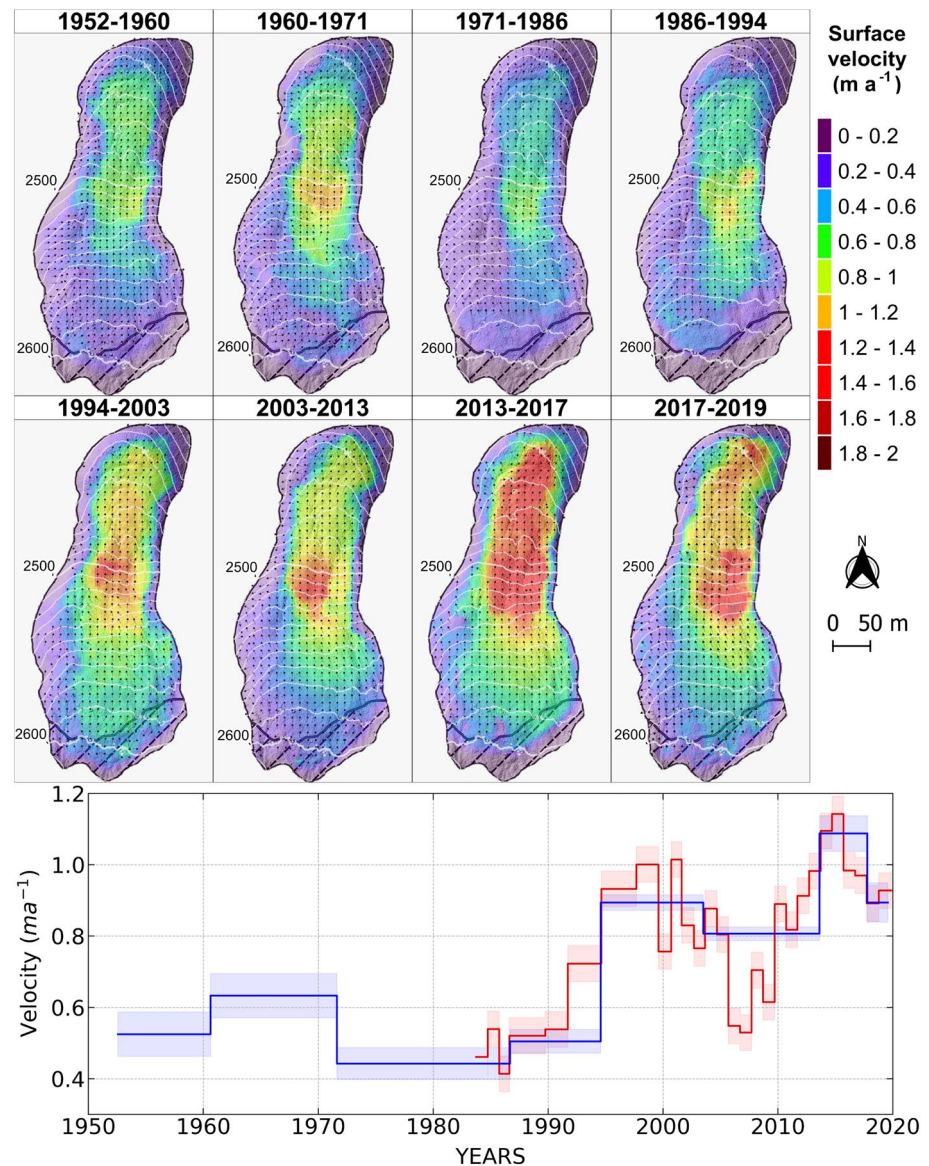 1952-1960 1960-1971 1971-1986 1986-1994
Surface
velocity
(m a⁻¹)
0 - 0.2
0.2 - 0.4
0.4 - 0.6
0.6 - 0.8
0.8 - 1
1 - 1.2
1.2 - 1.4
1.4 - 1.6
1.6 - 1.8
1.8 - 2
2500 2500 2500 2500
2600 2600 2600 2600
1994-2003 2003-2013 2013-2017 2017-2019
2500 2500 2500 2500
2600 2600 2600 2600
N
0 50 m
Velocity (ma⁻¹)
1.2
1.0
0.8
0.6
0.4
1950 1960 1970 1980 1990 2000 2010 2020
YEARS